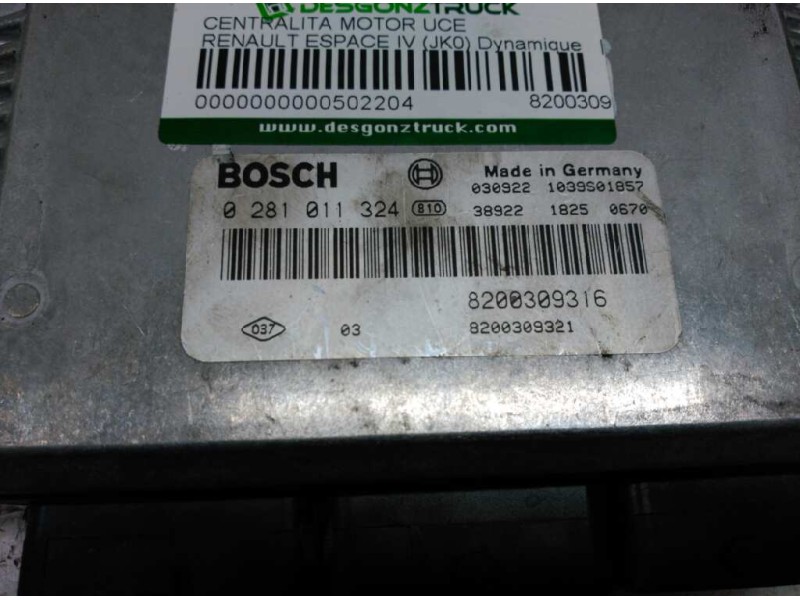 DESGONZTRUCK
CENTRALITA MOTOR UCE
RENAULT ESPACE IV (JK0) Dynamique
0000000000502204 8200309
www.desgonztruck.com
BOSCH Made in Germany
030922 1039S01857
0 281 011 324 810 38922 1825 0670
8200309316
037 03 8200309321